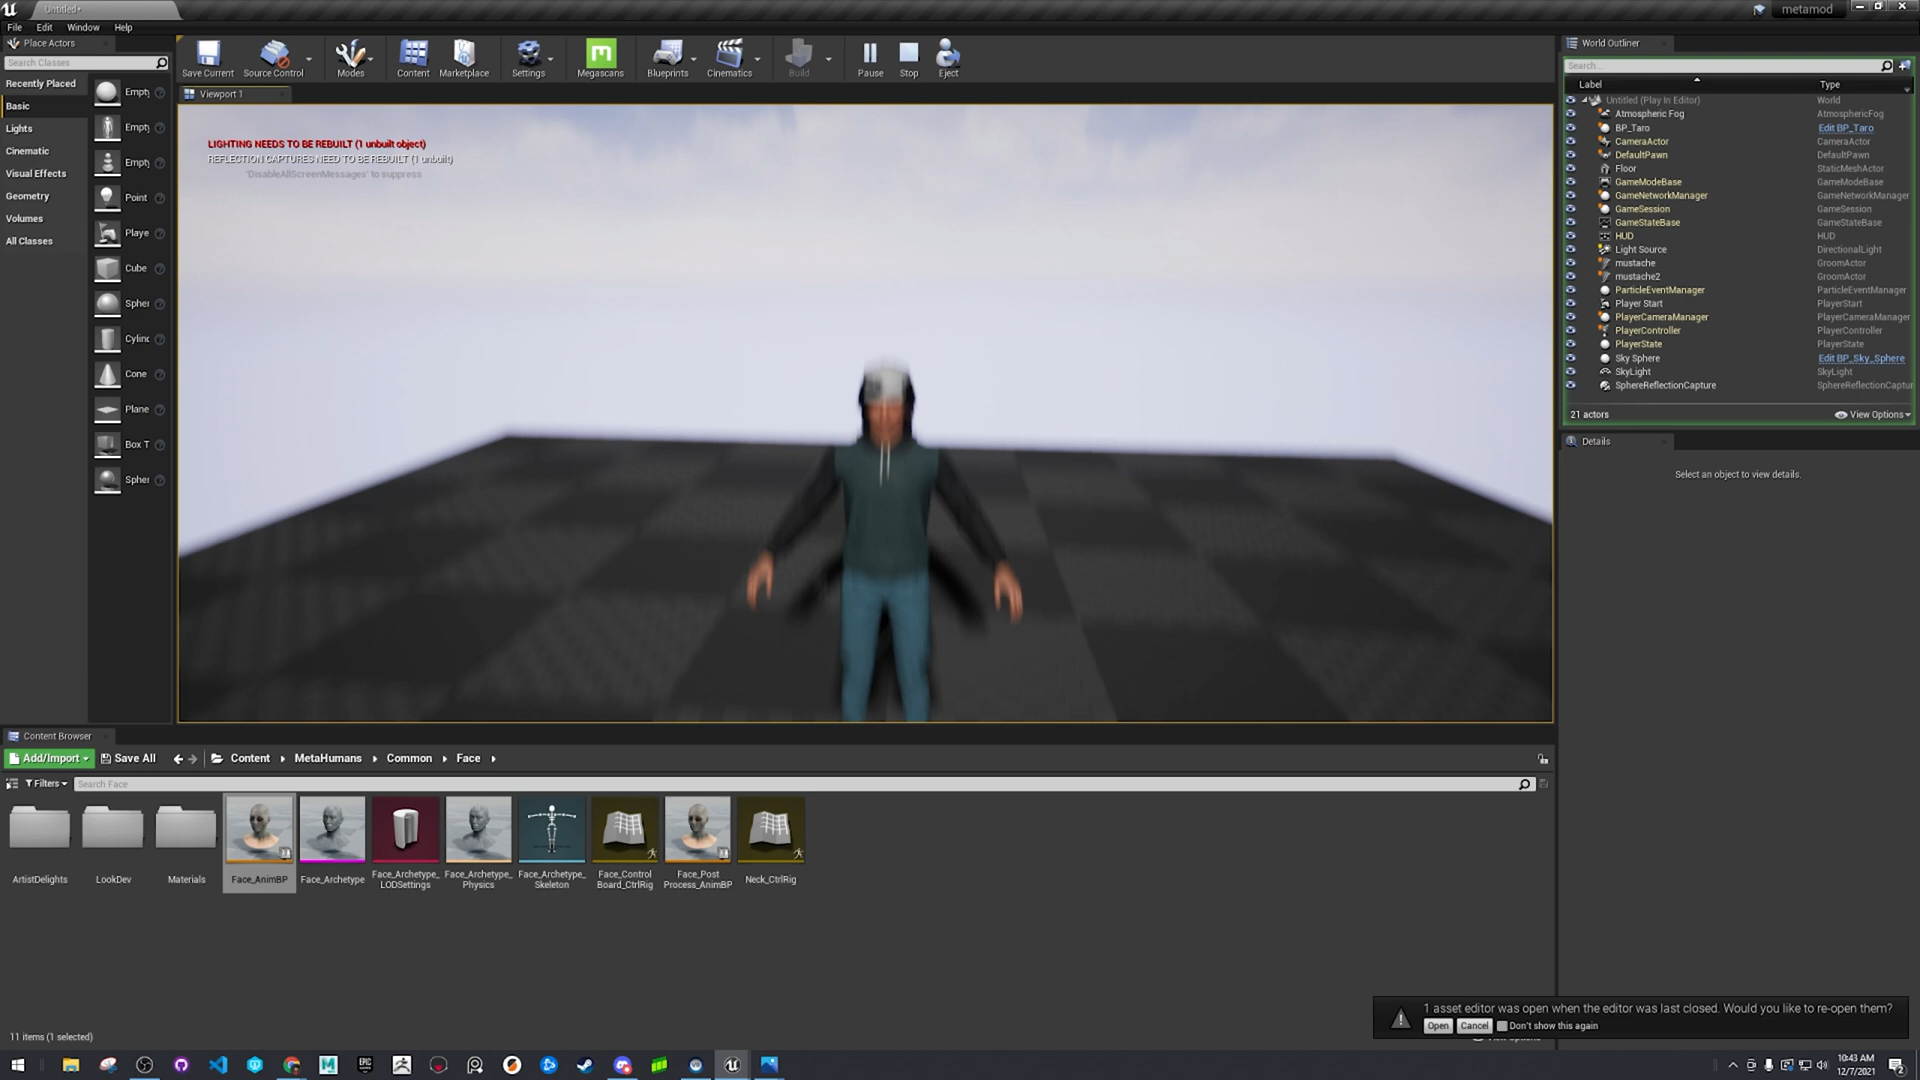 Untitled*
metamod
File Edit Window Help
Place Actors
Search Classes
Recently Placed
Basic
Lights
Cinematic
Visual Effects
Geometry
Volumes
All Classes
Empty
Empty
Empty
Point
Playe
Cube
Spher
Cylind
Cone
Plane
Box T
Spher
Save Current
Source Control
Modes
Content
Marketplace
Settings
Megascans
Blueprints
Cinematics
Build
Pause
Stop
Eject
Viewport 1
LIGHTING NEEDS TO BE REBUILT (1 unbuilt object)
REFLECTION CAPTURES NEED TO BE REBUILT (1 unbuilt)
'DisableAllScreenMessages' to suppress
World Outliner
Search...
Label Type
Untitled (Play In Editor) World
Atmospheric Fog AtmosphericFog
BP_Taro Edit BP_Taro
CameraActor CameraActor
DefaultPawn DefaultPawn
Floor StaticMeshActor
GameModeBase GameModeBase
GameNetworkManager GameNetworkManager
GameSession GameSession
GameStateBase GameStateBase
HUD HUD
Light Source DirectionalLight
mustache GroomActor
mustache2 GroomActor
ParticleEventManager ParticleEventManager
Player Start PlayerStart
PlayerCameraManager PlayerCameraManager
PlayerController PlayerController
PlayerState PlayerState
Sky Sphere Edit BP_Sky_Sphere
SkyLight SkyLight
SphereReflectionCapture SphereReflectionCaptur
21 actors View Options
Details
Select an object to view details.
Content Browser
Add/Import Save All Content MetaHumans Common Face
Filters Search Face
ArtistDelights
LookDev
Materials
Face_AnimBP
Face_Archetype
Face_Archetype_
LODSettings
Face_Archetype_
Physics
Face_Archetype_
Skeleton
Face_Control
Board_CtrlRig
Face_Post
Process_AnimBP
Neck_CtrlRig
1 asset editor was open when the editor was last closed. Would you like to re-open them?
Open Cancel Don't show this again
11 items (1 selected)
View Options
M
EPIC
GAMES
10:43 AM
12/7/2021
2